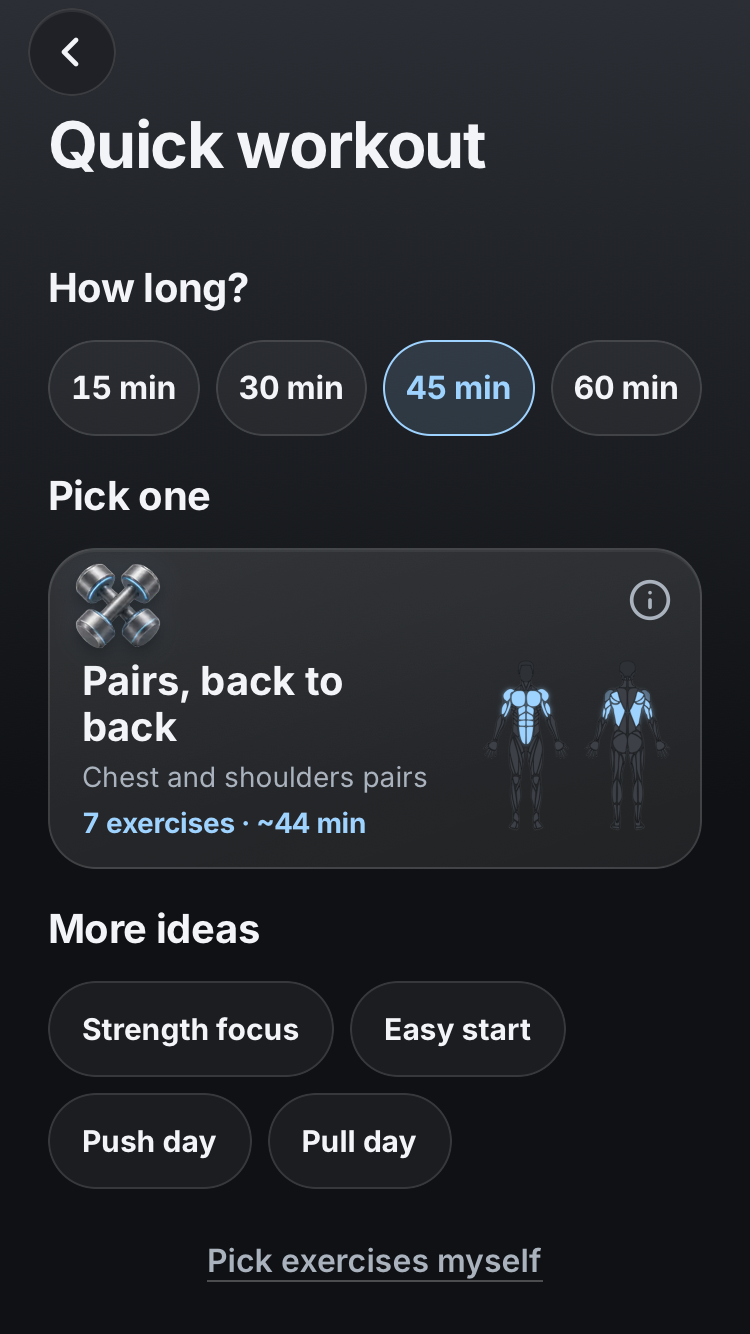 Quick workout
How long?
15 min 30 min 45 min 60 min
Pick one
Pairs, back to
back
Chest and shoulders pairs
7 exercises · ~44 min
More ideas
Strength focus Easy start
Push day Pull day
Pick exercises myself